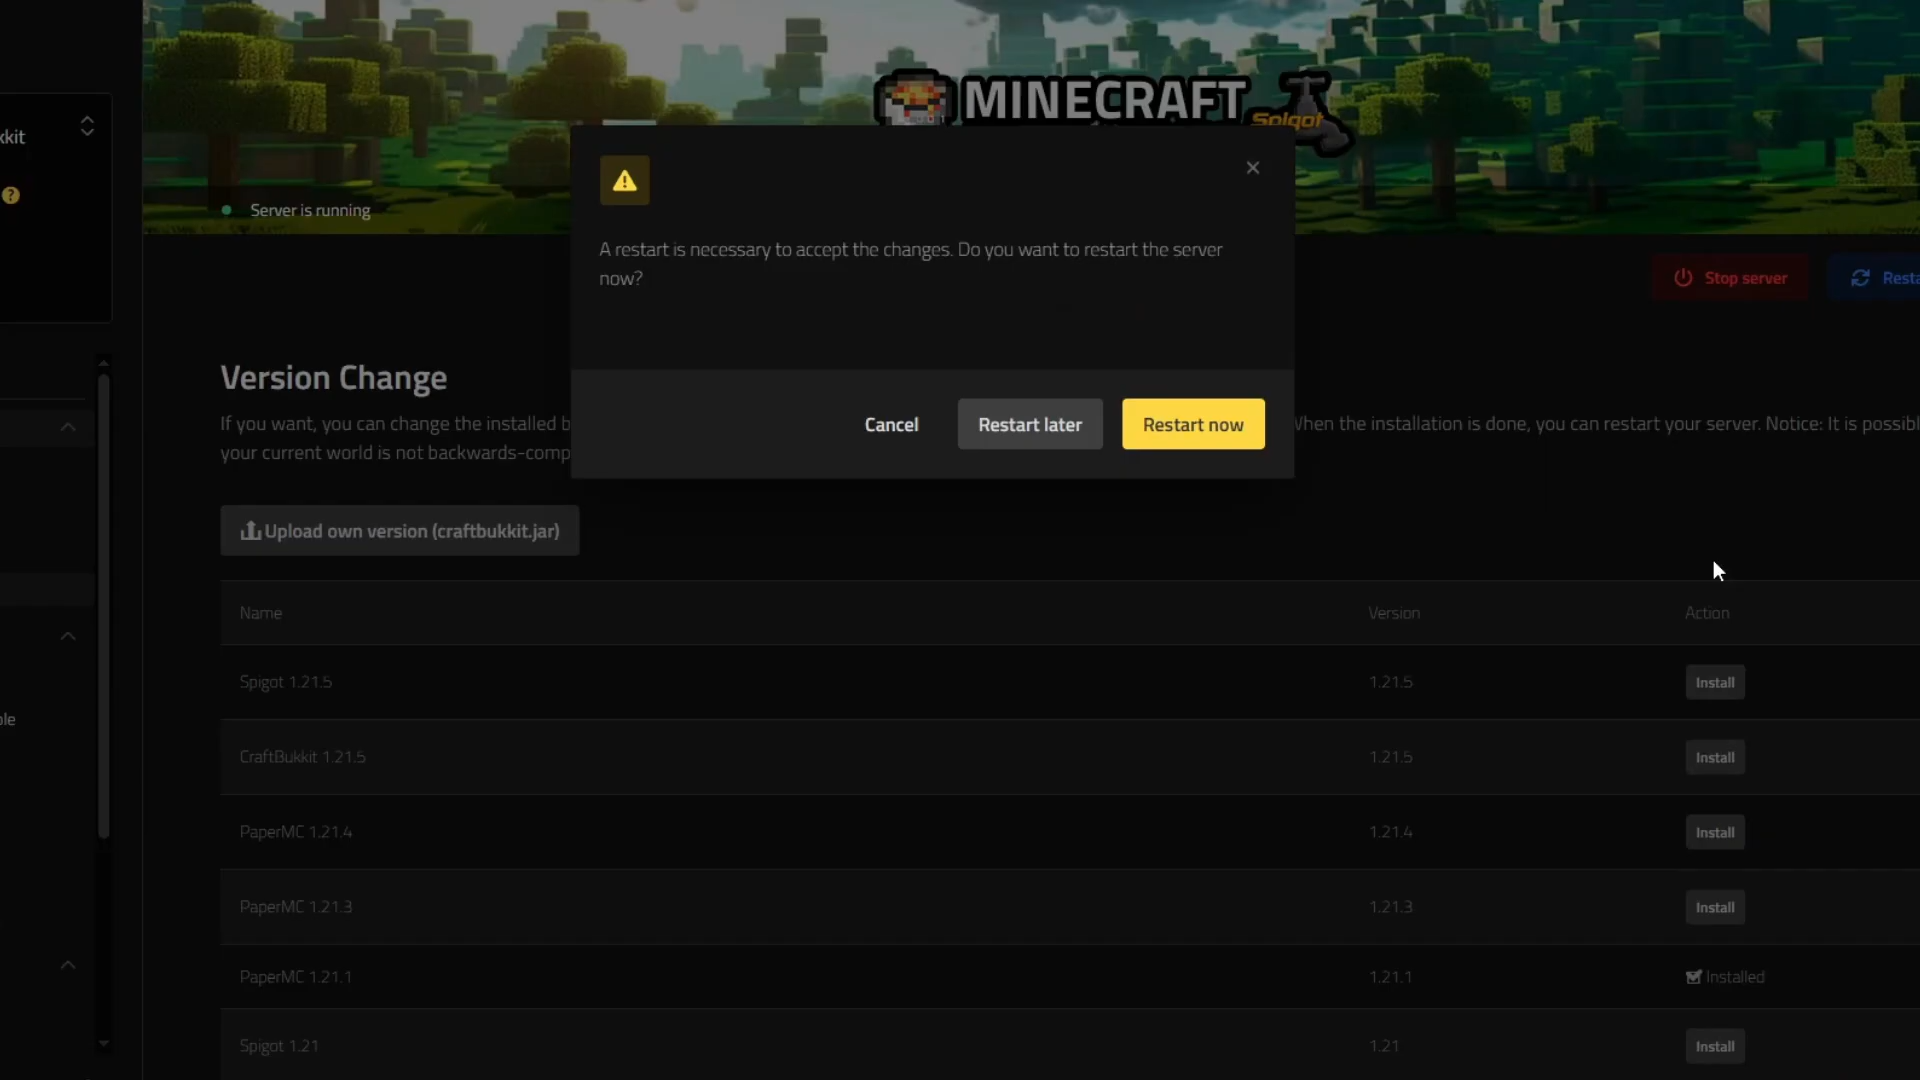 MINECRAFT
Spigot
kkit
?
Server is running
A restart is necessary to accept the changes. Do you want to restart the server
now?
Stop server
Resta
Cancel
Restart later
Restart now
Version Change
If you want, you can change the installed b
When the installation is done, you can restart your server. Notice: It is possibl
your current world is not backwards-comp
Upload own version (craftbukkit.jar)
Name Version Action
Spigot 1.21.5 1.21.5 Install
CraftBukkit 1.21.5 1.21.5 Install
ole
PaperMC 1.21.4 1.21.4 Install
PaperMC 1.21.3 1.21.3 Install
PaperMC 1.21.1 1.21.1 Installed
Spigot 1.21 1.21 Install